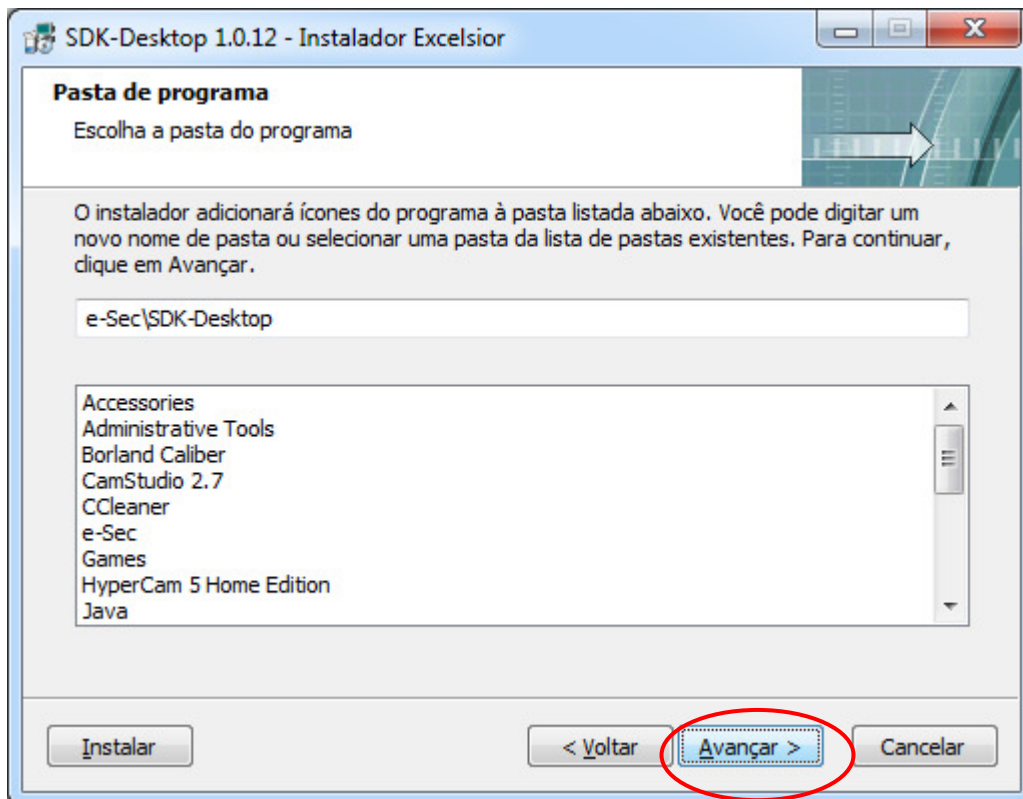 SDK-Desktop 1.0.12 - Instalador Excelsior
Pasta de programa
Escolha a pasta do programa
O instalador adicionará ícones do programa à pasta listada abaixo. Você pode digitar um
novo nome de pasta ou selecionar uma pasta da lista de pastas existentes. Para continuar,
clique em Avançar.
e-Sec\SDK-Desktop
Accessories
Administrative Tools
Borland Caliber
CamStudio 2.7
CCleaner
e-Sec
Games
HyperCam 5 Home Edition
Java
Instalar < Voltar Avançar > Cancelar